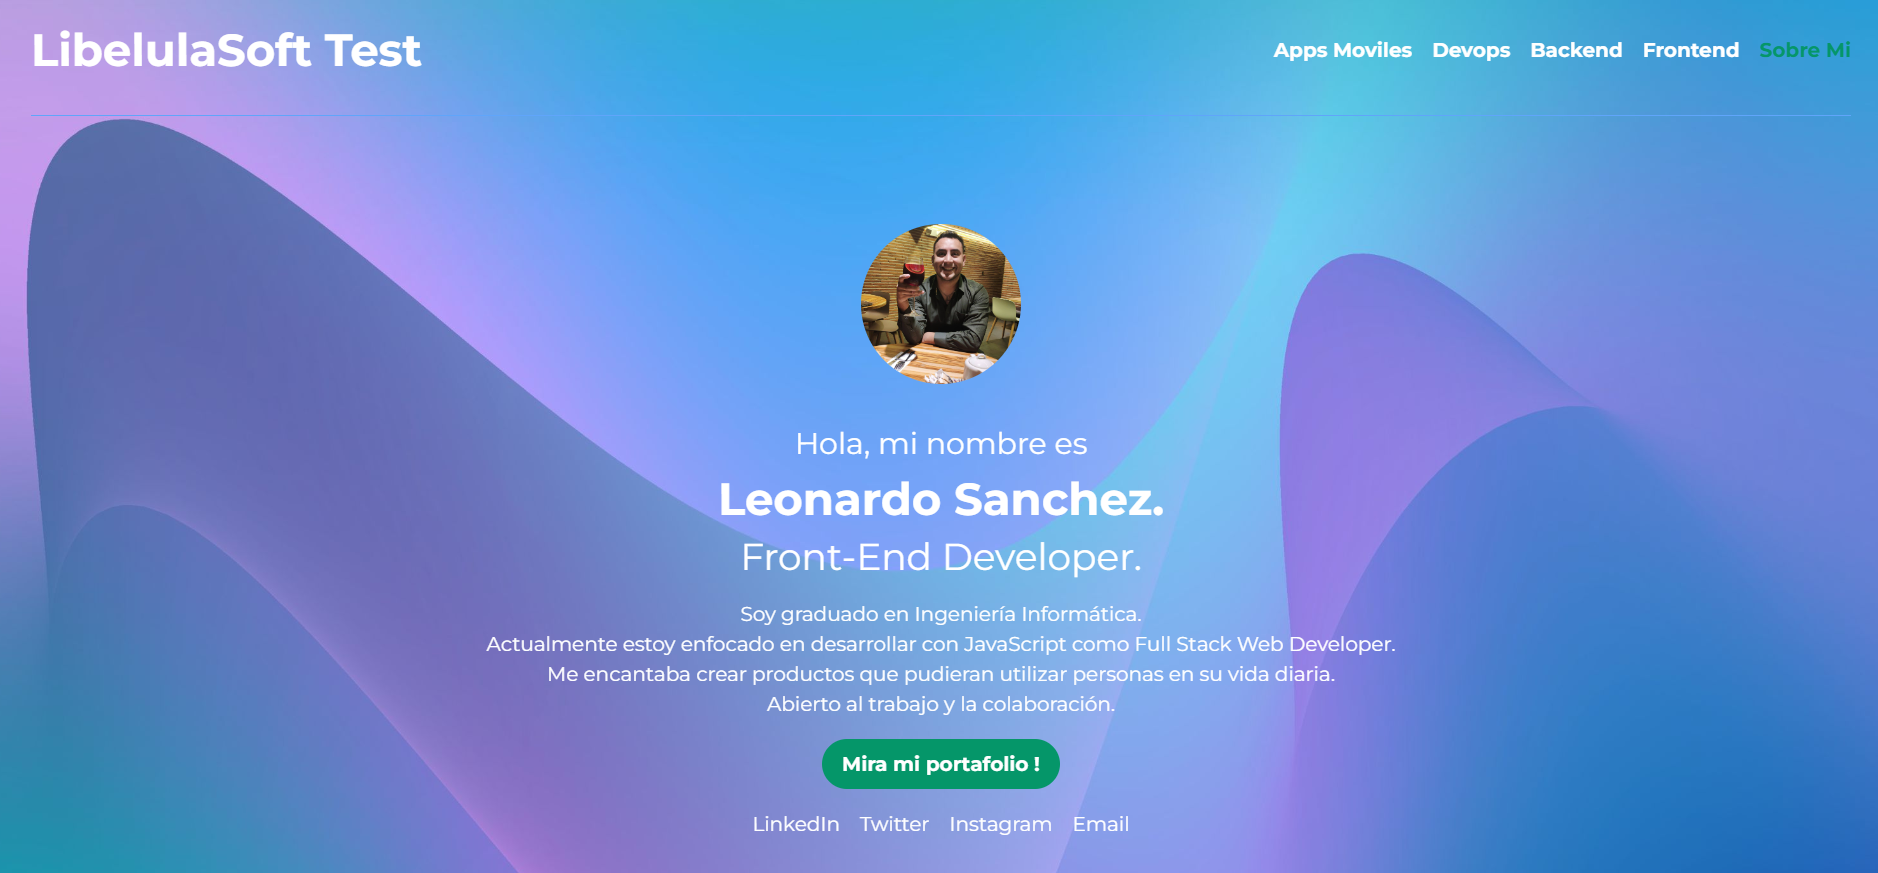 LibelulaSoft Test
Apps Moviles Devops Backend Frontend Sobre Mi
Hola, mi nombre es
Leonardo Sanchez.
Front-End Developer.
Soy graduado en Ingeniería Informática.
Actualmente estoy enfocado en desarrollar con JavaScript como Full Stack Web Developer.
Me encantaba crear productos que pudieran utilizar personas en su vida diaria.
Abierto al trabajo y la colaboración.
Mira mi portafolio !
LinkedIn Twitter Instagram Email